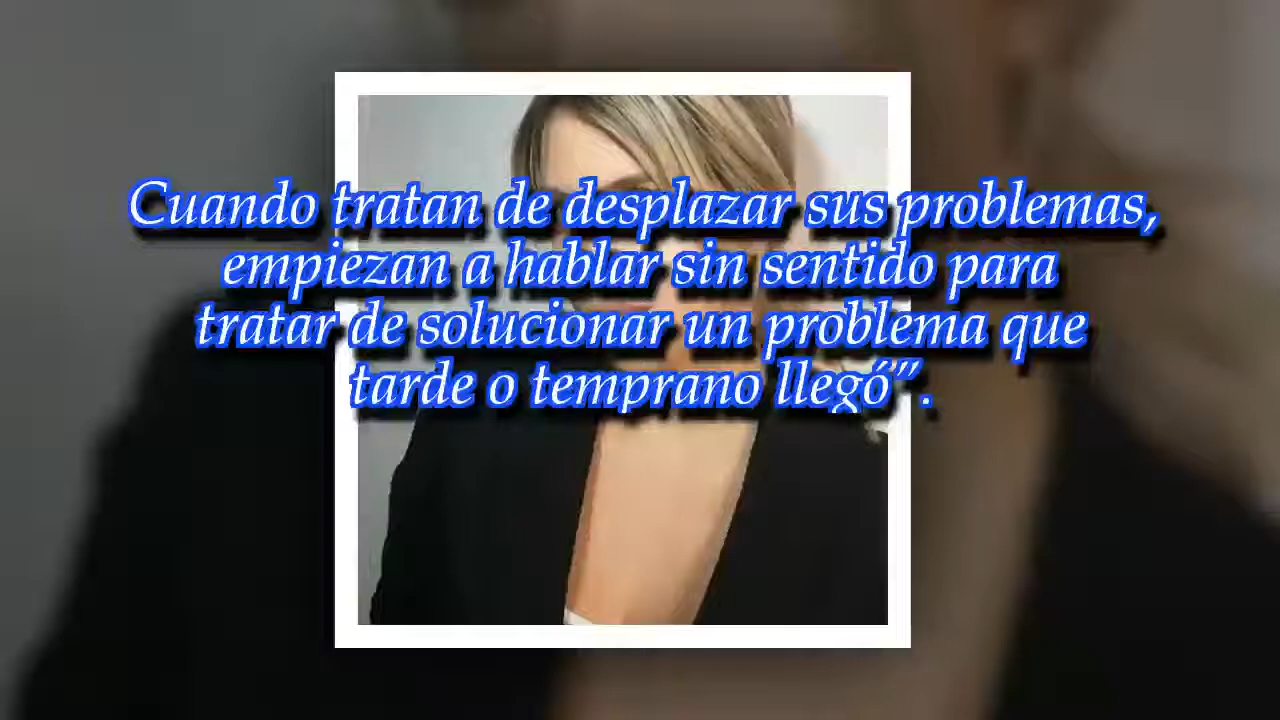 Cuando tratan de desplazar sus problemas,
empiezan a hablar sin sentido para
tratar de solucionar un problema que
tarde o temprano llegó”.